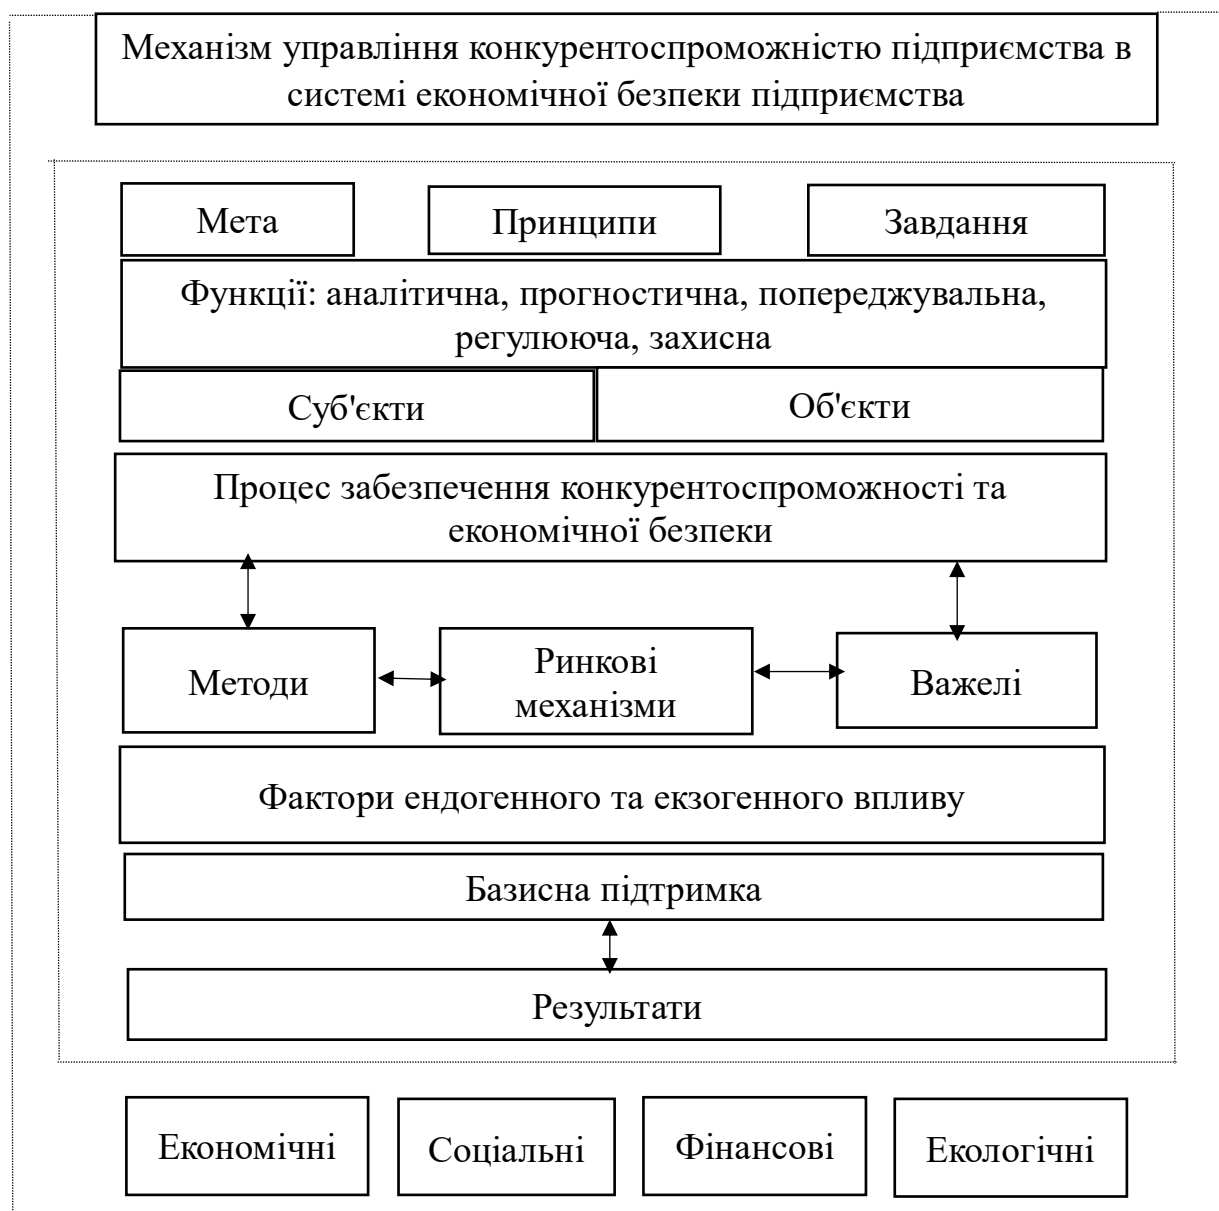 Механізм управління конкурентоспроможністю підприємства в
системі економічної безпеки підприємства
Мета
Принципи
Завдання
Функції: аналітична, прогностична, попереджувальна,
регулююча, захисна
Суб'єкти
Об'єкти
Процес забезпечення конкурентоспроможності та
економічної безпеки
Методи
Ринкові
механізми
Важелі
Фактори ендогенного та екзогенного впливу
Базисна підтримка
Результати
Економічні
Соціальні
Фінансові
Екологічні